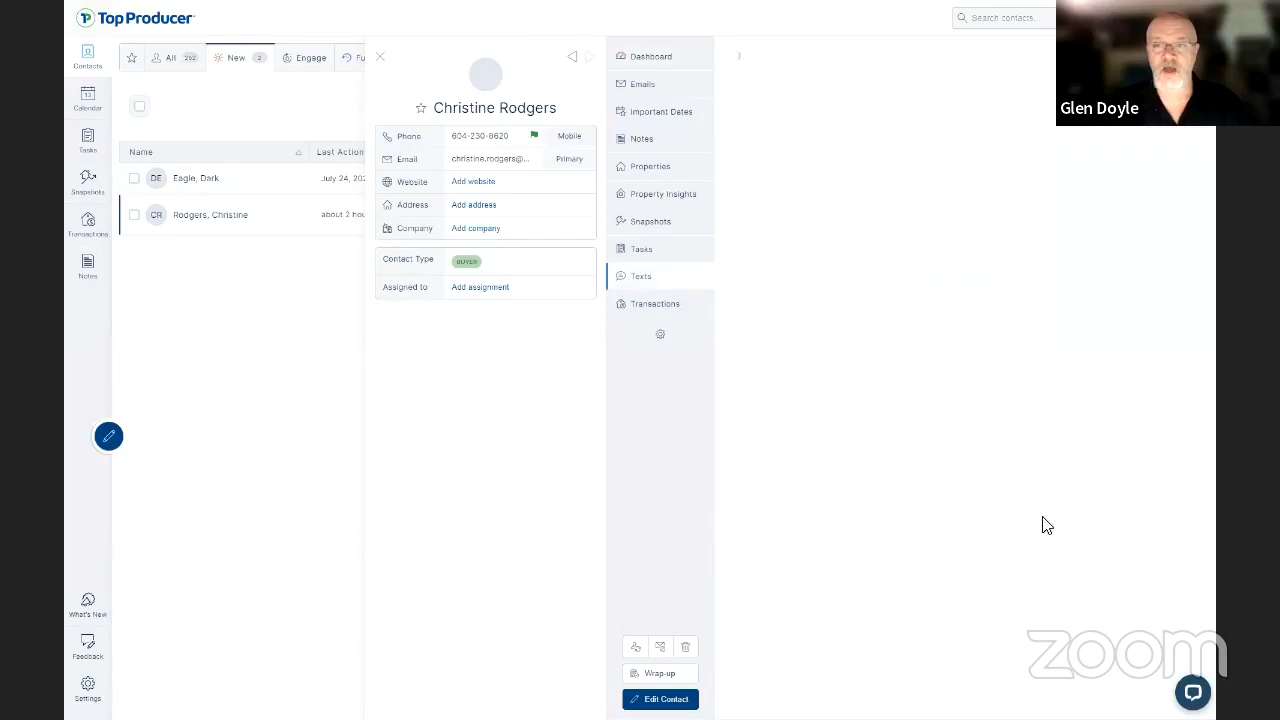 Top Producer
Search contacts...
Glen Doyle
Contacts
13
Calendar
Tasks
Snapshots
Transactions
Notes
What's New
Feedback
Settings
All 252
New 2
Engage
Fu
Name
Last Action
DE Eagle, Dark
July 24, 202
CR Rodgers, Christine
about 2 hou
Christine Rodgers
Phone 604-230-8620 Mobile
Email christine.rodgers@... Primary
Website Add website
Address Add address
Company Add company
Contact Type BUYER
Assigned to Add assignment
Dashboard
Emails
Important Dates
Notes
Properties
Property Insights
Snapshots
Tasks
Texts
Transactions
Wrap-up
Edit Contact
zoom